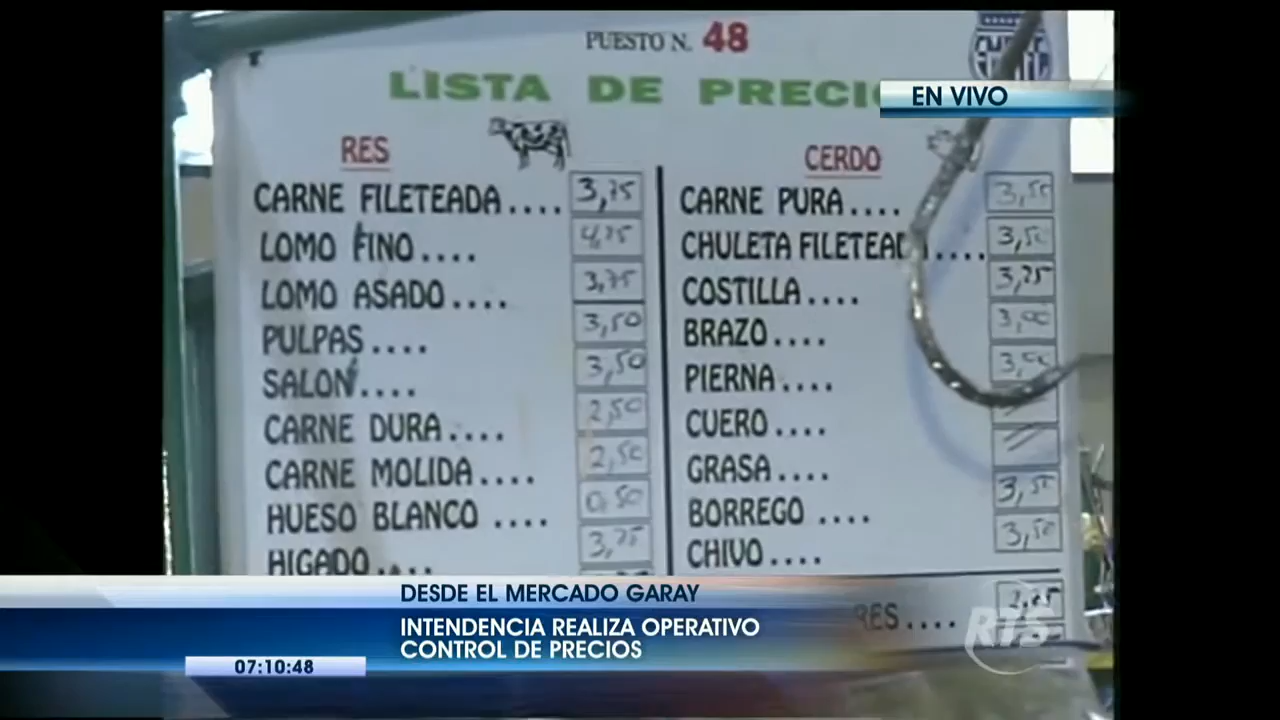 PUESTO N. 48
LISTA DE PRECIO
EN VIVO
RES
CARNE FILETEADA.... 3,75
LOMO FINO....
LOMO ASADO.... 3,75
PULPAS.... 3,50
SALON.... 3,50
CARNE DURA.... 2,50
CARNE MOLIDA.... 2,50
HUESO BLANCO .... 0,50
HIGADO....
CERDO
CARNE PURA.... 3,50
CHULETA FILETEADA.... 3,50
COSTILLA.... 3,25
BRAZO.... 3,00
PIERNA.... 3,00
CUERO....
GRASA....
BORREGO .... 3,50
CHIVO.... 3,50
RES....
RTS
DESDE EL MERCADO GARAY
INTENDENCIA REALIZA OPERATIVO
CONTROL DE PRECIOS
07:10:48